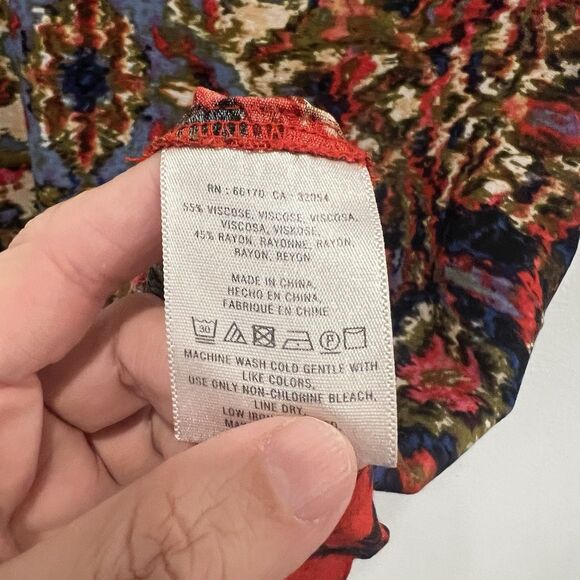 RN : 66170 CA 32054
55% VISCOSE, VISCOSE, VISCOSA,
VISCOSA, VISKOSE.
45% RAYON, RAYONNE, RAYON,
RAYON, REYON
MADE IN CHINA,
HECHO EN CHINA,
FABRIQUÉ EN CHINE
30
P
MACHINE WASH COLD GENTLE WITH
LIKE COLORS,
USE ONLY NON-CHLORINE BLEACH,
LINE DRY,
LOW IRON